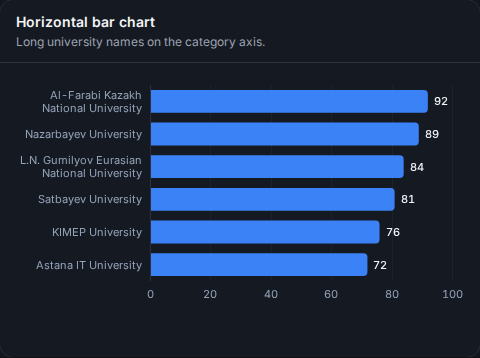 Horizontal bar chart
Long university names on the category axis.
Al-Farabi Kazakh
National University
92
Nazarbayev University
89
L.N. Gumilyov Eurasian
National University
84
Satbayev University
81
KIMEP University
76
Astana IT University
72
0 20 40 60 80 100